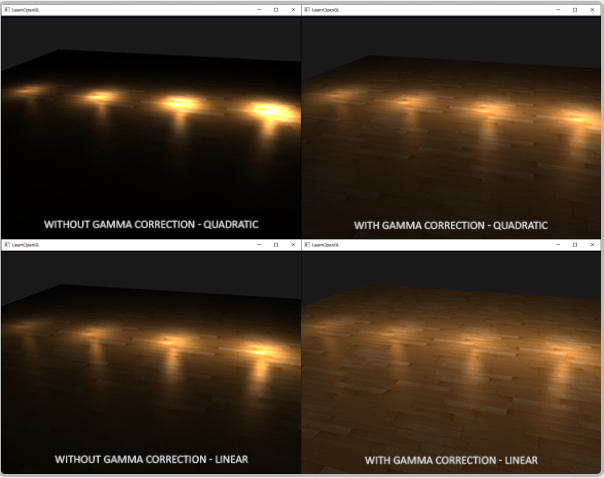 LearnOpenGL
LearnOpenGL
WITHOUT GAMMA CORRECTION - QUADRATIC
WITH GAMMA CORRECTION - QUADRATIC
LearnOpenGL
LearnOpenGL
WITHOUT GAMMA CORRECTION - LINEAR
WITH GAMMA CORRECTION - LINEAR